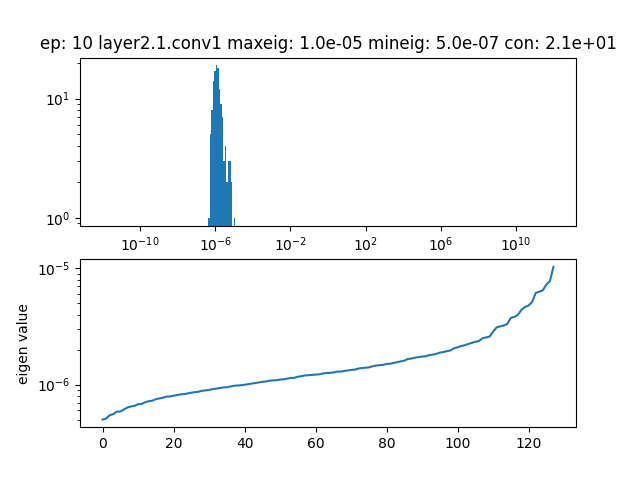 ep: 10 layer2.1.conv1 maxeig: 1.0e-05 mineig: 5.0e-07 con: 2.1e+01
10¹
10⁰
10⁻¹⁰ 10⁻⁶ 10⁻² 10² 10⁶ 10¹⁰
10⁻⁵
10⁻⁶
eigen value
0 20 40 60 80 100 120